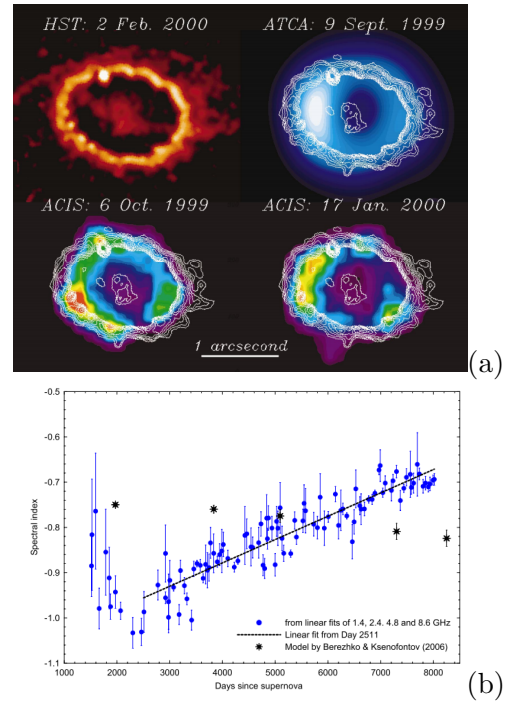 HST: 2 Feb. 2000
ATCA: 9 Sept. 1999
ACIS: 6 Oct. 1999
ACIS: 17 Jan. 2000
1 arcsecond
(a)
-0.5
-0.6
-0.7
-0.8
-0.9
-1.0
-1.1
Spectral index
from linear fits of 1.4, 2.4. 4.8 and 8.6 GHz
Linear fit from Day 2511
Model by Berezhko & Ksenofontov (2006)
1000 2000 3000 4000 5000 6000 7000 8000
Days since supernova
(b)